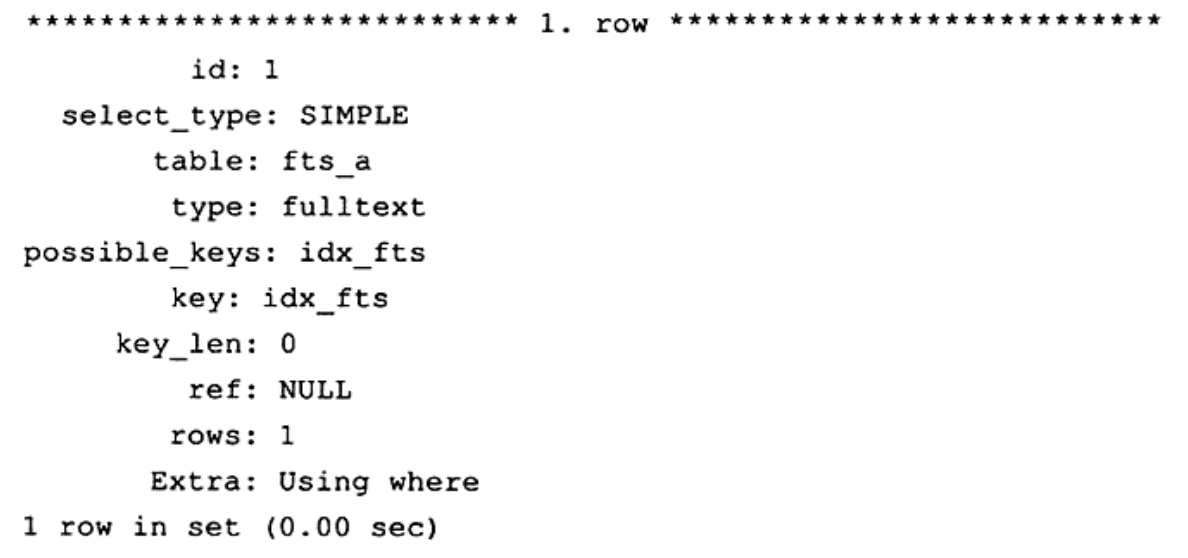 *************************** 1. row ***************************
id: 1
select_type: SIMPLE
table: fts_a
type: fulltext
possible_keys: idx_fts
key: idx_fts
key_len: 0
ref: NULL
rows: 1
Extra: Using where
1 row in set (0.00 sec)